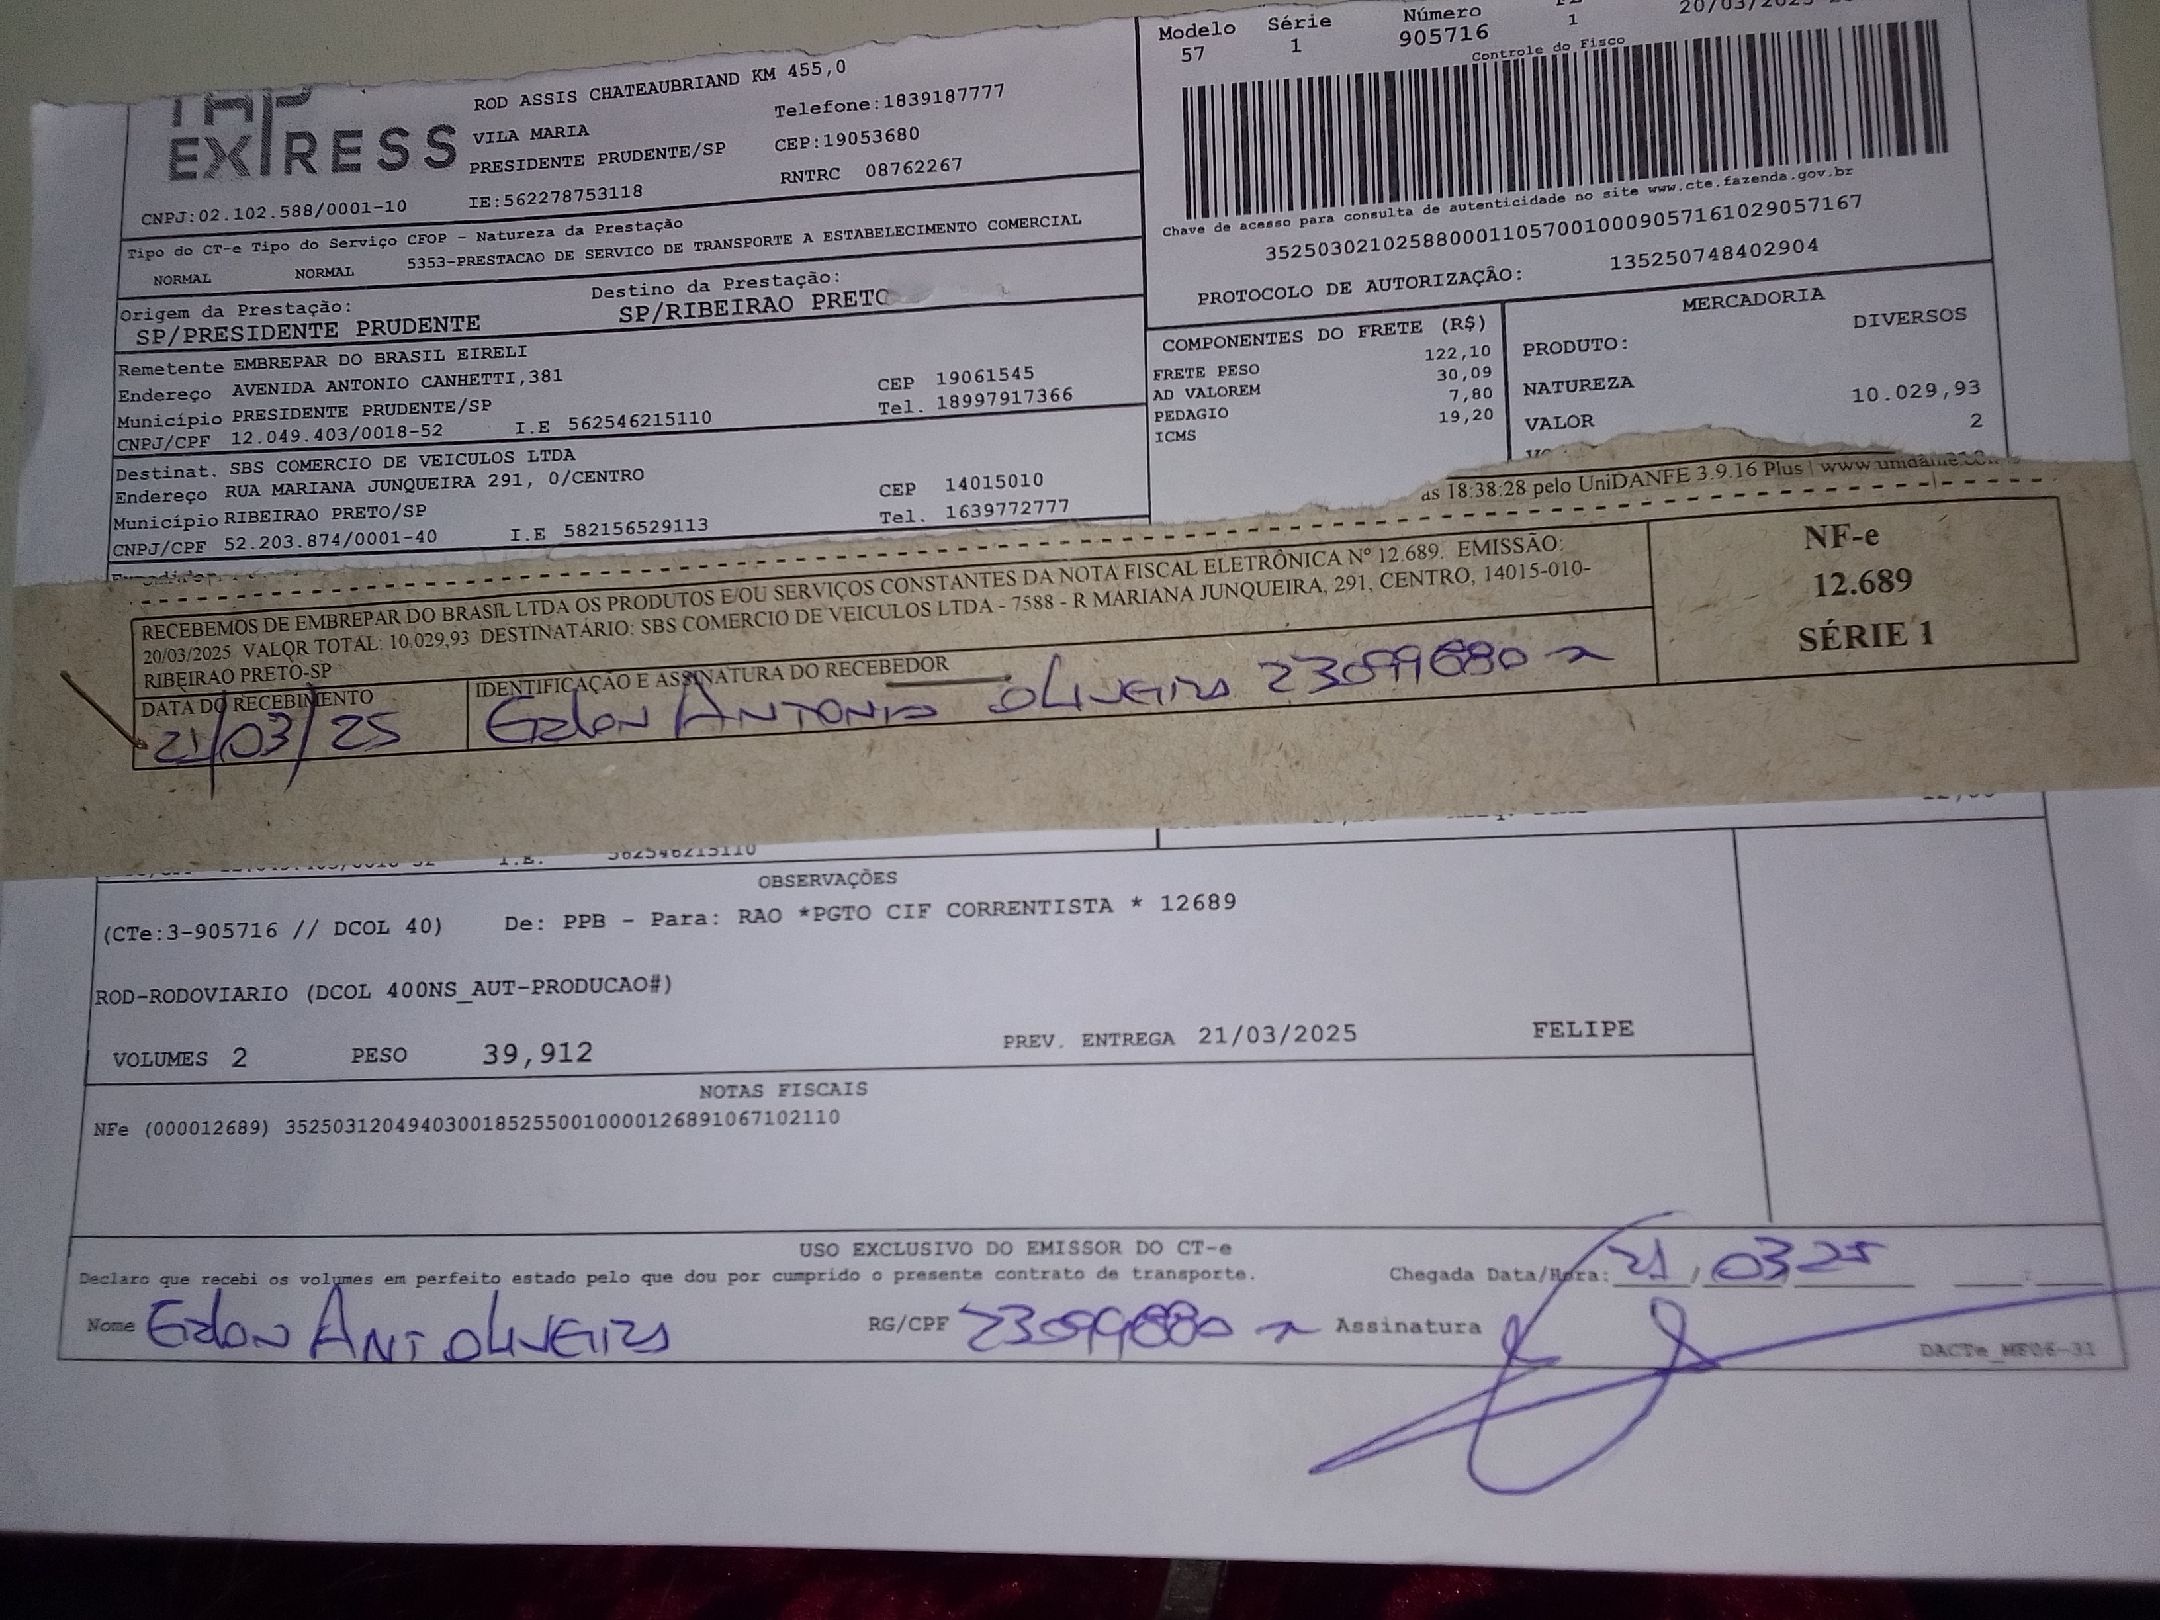 EXPRESS
ROD ASSIS CHATEAUBRIAND KM 455,0
VILA MARIA
Telefone:1839187777
PRESIDENTE PRUDENTE/SP
CEP:19053680
CNPJ:02.102.588/0001-10
IE:562278753118
RNTRC 08762267
Modelo Série Número
57 1 905716 1
Controle do Fisco
Chave de acesso para consulta de autenticidade no site www.cte.fazenda.gov.br
35250302102588000110570010009057161029057167
PROTOCOLO DE AUTORIZAÇÃO: 135250748402904
Tipo do CT-e Tipo do Serviço CFOP - Natureza da Prestação
NORMAL NORMAL 5353-PRESTACAO DE SERVICO DE TRANSPORTE A ESTABELECIMENTO COMERCIAL
Origem da Prestação: Destino da Prestação:
SP/PRESIDENTE PRUDENTE SP/RIBEIRAO PRETO
Remetente EMBREPAR DO BRASIL EIRELI
Endereço AVENIDA ANTONIO CANHETTI,381
Município PRESIDENTE PRUDENTE/SP CEP 19061545
CNPJ/CPF 12.049.403/0018-52 I.E 562546215110 Tel. 18997917366
Destinat. SBS COMERCIO DE VEICULOS LTDA
Endereço RUA MARIANA JUNQUEIRA 291, 0/CENTRO
Município RIBEIRAO PRETO/SP CEP 14015010
CNPJ/CPF 52.203.874/0001-40 I.E 582156529113 Tel. 1639772777
COMPONENTES DO FRETE (R$)
FRETE PESO 122,10
AD VALOREM 30,09
PEDAGIO 7,80
ICMS 19,20
MERCADORIA
PRODUTO: DIVERSOS
NATUREZA
VALOR 10.029,93
2
as 18:38:28 pelo UniDANFE 3.9.16 Plus |
RECEBEMOS DE EMBREPAR DO BRASIL LTDA OS PRODUTOS E/OU SERVIÇOS CONSTANTES DA NOTA FISCAL ELETRÔNICA Nº 12.689. EMISSÃO:
20/03/2025 VALOR TOTAL: 10.029,93 DESTINATÁRIO: SBS COMERCIO DE VEICULOS LTDA - 7588 - R MARIANA JUNQUEIRA, 291, CENTRO, 14015-010-
RIBEIRAO PRETO-SP
NF-e
12.689
SÉRIE 1
DATA DO RECEBIMENTO
21/03/25
IDENTIFICAÇÃO E ASSINATURA DO RECEBEDOR
Edson ANTONIO OLIVEIRA 23099680 x
I.E. 562546215110
OBSERVAÇÕES
(CTe:3-905716 // DCOL 40) De: PPB - Para: RAO *PGTO CIF CORRENTISTA * 12689
ROD-RODOVIARIO (DCOL 400NS_AUT-PRODUCAO#)
VOLUMES 2 PESO 39,912 PREV. ENTREGA 21/03/2025 FELIPE
NOTAS FISCAIS
NFe (000012689) 35250312049403001852550010000126891067102110
USO EXCLUSIVO DO EMISSOR DO CT-e
Declaro que recebi os volumes em perfeito estado pelo que dou por cumprido o presente contrato de transporte. Chegada Data/Hora: 21/03 25
Nome Edson ANT OLIVEIRA RG/CPF 23099680 x Assinatura
DACTe_MF06-31